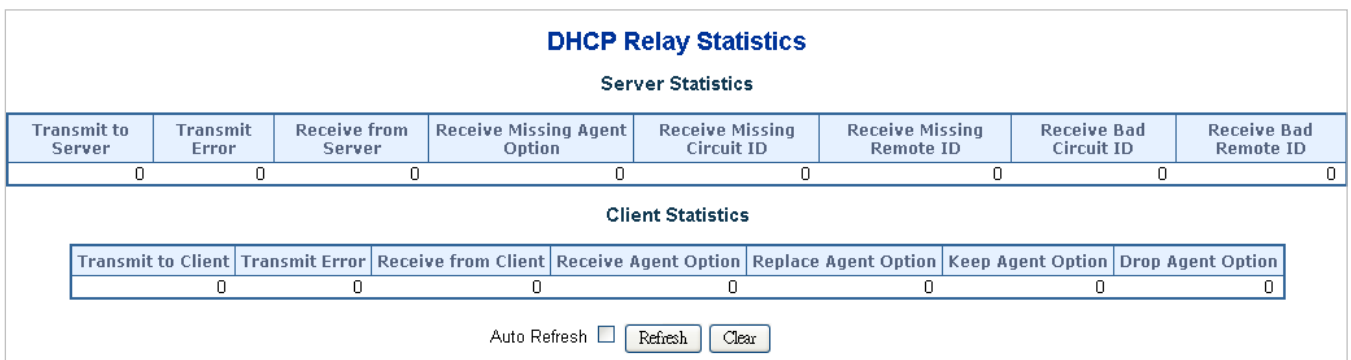 DHCP Relay Statistics
Server Statistics
Transmit to Server Transmit Error Receive from Server Receive Missing Agent Option Receive Missing Circuit ID Receive Missing Remote ID Receive Bad Circuit ID Receive Bad Remote ID
0 0 0 0 0 0 0 0
Client Statistics
Transmit to Client Transmit Error Receive from Client Receive Agent Option Replace Agent Option Keep Agent Option Drop Agent Option
0 0 0 0 0 0 0
Auto Refresh Refresh Clear